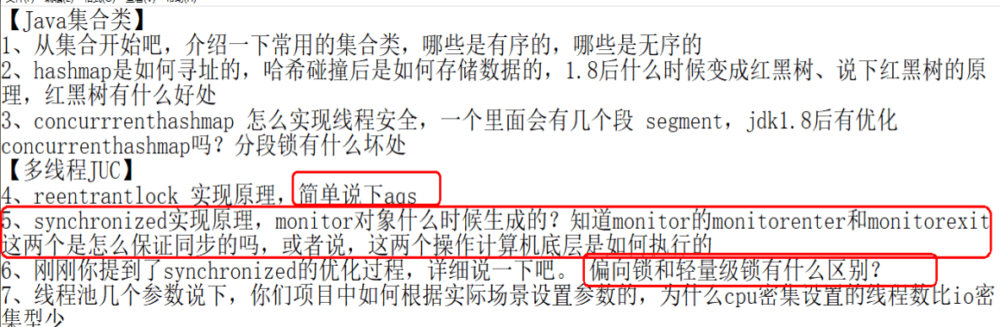 【Java集合类】
1、从集合开始吧，介绍一下常用的集合类，哪些是有序的，哪些是无序的
2、hashmap是如何寻址的，哈希碰撞后是如何存储数据的，1.8后什么时候变成红黑树、说下红黑树的原
理，红黑树有什么好处
3、concurrrenthashmap 怎么实现线程安全，一个里面会有几个段 segment，jdk1.8后有优化
concurrenthashmap吗？分段锁有什么坏处
【多线程JUC】
4、reentrantlock 实现原理，简单说下aqs
5、synchronized实现原理，monitor对象什么时候生成的？知道monitor的monitorenter和monitorexit
这两个是怎么保证同步的吗，或者说，这两个操作计算机底层是如何执行的
6、刚刚你提到了synchronized的优化过程，详细说一下吧。 偏向锁和轻量级锁有什么区别？
7、线程池几个参数说下，你们项目中如何根据实际场景设置参数的，为什么cpu密集设置的线程数比io密
集型少